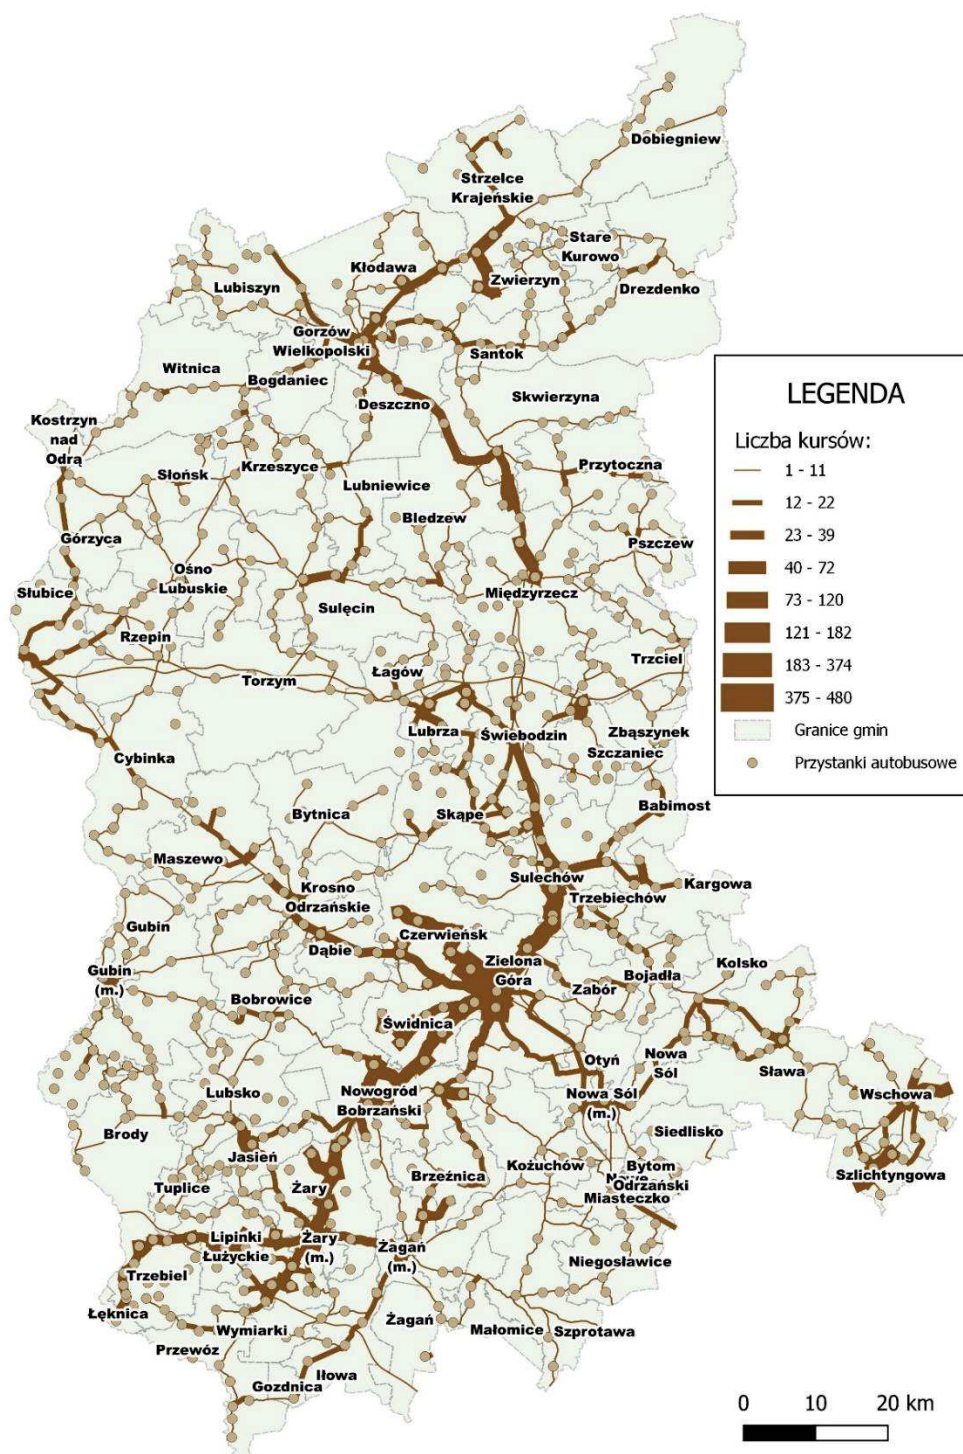 Dobiegniew
Strzelce
Krajeńskie
Stare
Kurowo
Kłodawa
Zwierzyn
Lubiszyn
Drezdenko
Gorzów
Wielkopolski
Santok
Witnica
Bogdaniec
Deszczno
Skwierzyna
Kostrzyn
nad
Odrą
Krzeszyce
Przytoczna
Słońsk
Lubniewice
Bledzew
Górzyca
Pszczew
Ośno
Lubuskie
Słubice
Międzyrzecz
Sulęcin
Rzepin
Trzciel
Łagów
Torzym
Lubrza
Świebodzin
Zbąszynek
Szczaniec
Cybinka
Babimost
Bytnica
Skąpe
Maszewo
Sulechów
Kargowa
Krosno
Odrzańskie
Trzebiechów
Gubin
Czerwieńsk
Dąbie
Zielona
Góra
Kolsko
Gubin
(m.)
Bojadła
Bobrowice
Zabór
Świdnica
Otyń
Nowa
Sól
Sława
Lubsko
Nowogród
Bobrzański
Nowa Sól
(m.)
Wschowa
Brody
Siedlisko
Jasień
Kożuchów
Bytom
Odrzański
Brzeźnica
Nowe
Miasteczko
Szlichtyngowa
Tuplice
Żary
Lipinki
Łużyckie
Żary
(m.)
Żagań
(m.)
Niegosławice
Trzebiel
Łęknica
Żagań
Wymiarki
Małomice
Szprotawa
Przewóz
Iłowa
Gozdnica
LEGENDA
Liczba kursów:
1 - 11
12 - 22
23 - 39
40 - 72
73 - 120
121 - 182
183 - 374
375 - 480
Granice gmin
Przystanki autobusowe
0 10 20 km